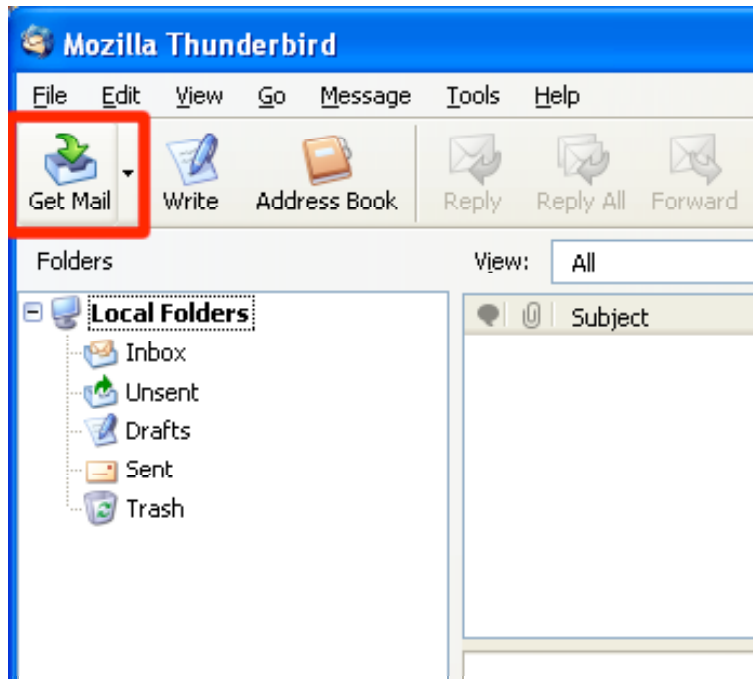 Mozilla Thunderbird
File Edit View Go Message Tools Help
Get Mail Write Address Book Reply Reply All Forward
Folders View: All
Local Folders Subject
Inbox
Unsent
Drafts
Sent
Trash